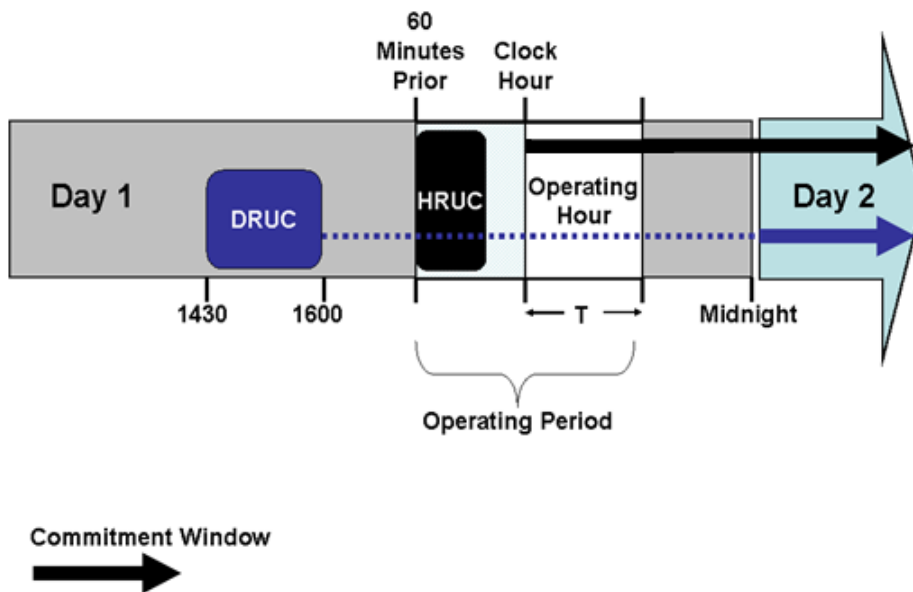 60
Minutes
Prior
Clock
Hour
Day 1
DRUC
HRUC
Operating
Hour
Day 2
1430
1600
T
Midnight
Operating Period
Commitment Window